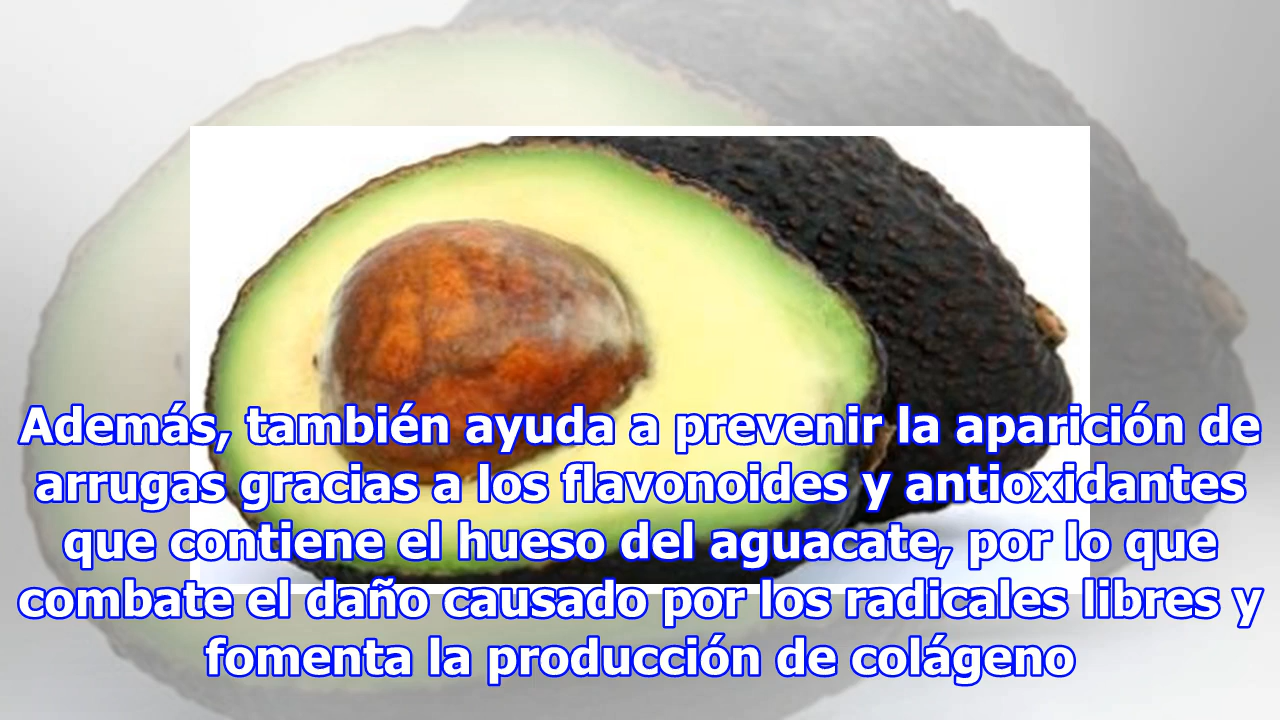 Además, también ayuda a prevenir la aparición de
arrugas gracias a los flavonoides y antioxidantes
que contiene el hueso del aguacate, por lo que
combate el daño causado por los radicales libres y
fomenta la producción de colágeno